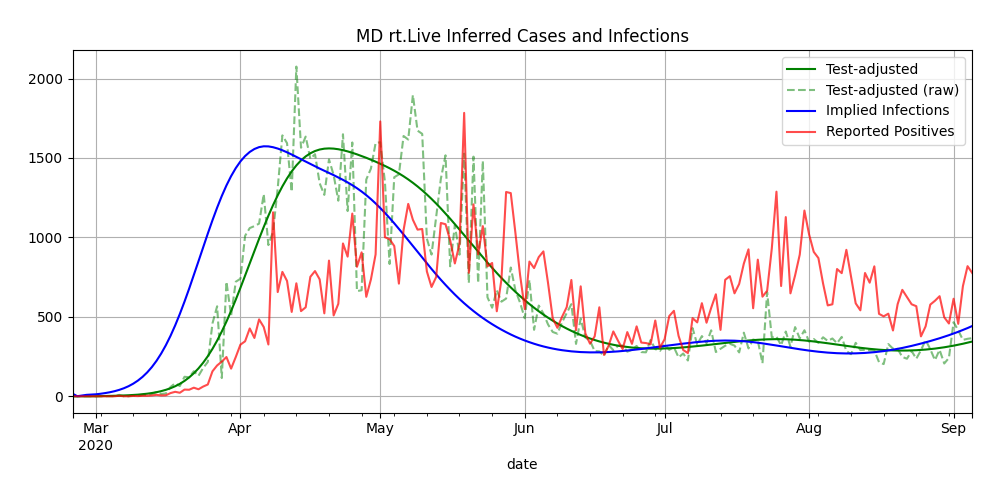 MD rt.Live Inferred Cases and Infections
2000
1500
1000
500
0
Test-adjusted
Test-adjusted (raw)
Implied Infections
Reported Positives
Mar Apr May Jun Jul Aug Sep
2020
date